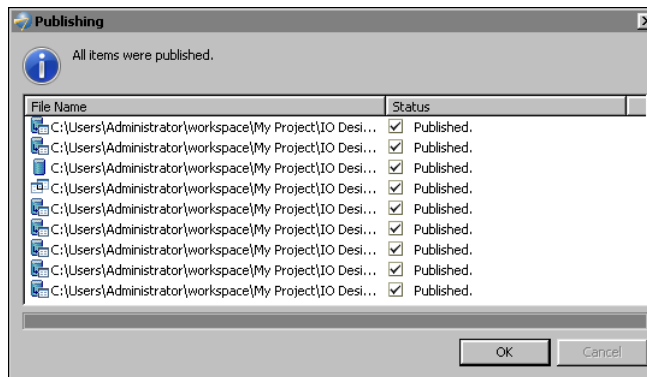 Publishing
All items were published.
File Name Status
C:\Users\Administrator\workspace\My Project\IO Desi... Published.
C:\Users\Administrator\workspace\My Project\IO Desi... Published.
C:\Users\Administrator\workspace\My Project\IO Desi... Published.
C:\Users\Administrator\workspace\My Project\IO Desi... Published.
C:\Users\Administrator\workspace\My Project\IO Desi... Published.
C:\Users\Administrator\workspace\My Project\IO Desi... Published.
C:\Users\Administrator\workspace\My Project\IO Desi... Published.
C:\Users\Administrator\workspace\My Project\IO Desi... Published.
C:\Users\Administrator\workspace\My Project\IO Desi... Published.
OK Cancel